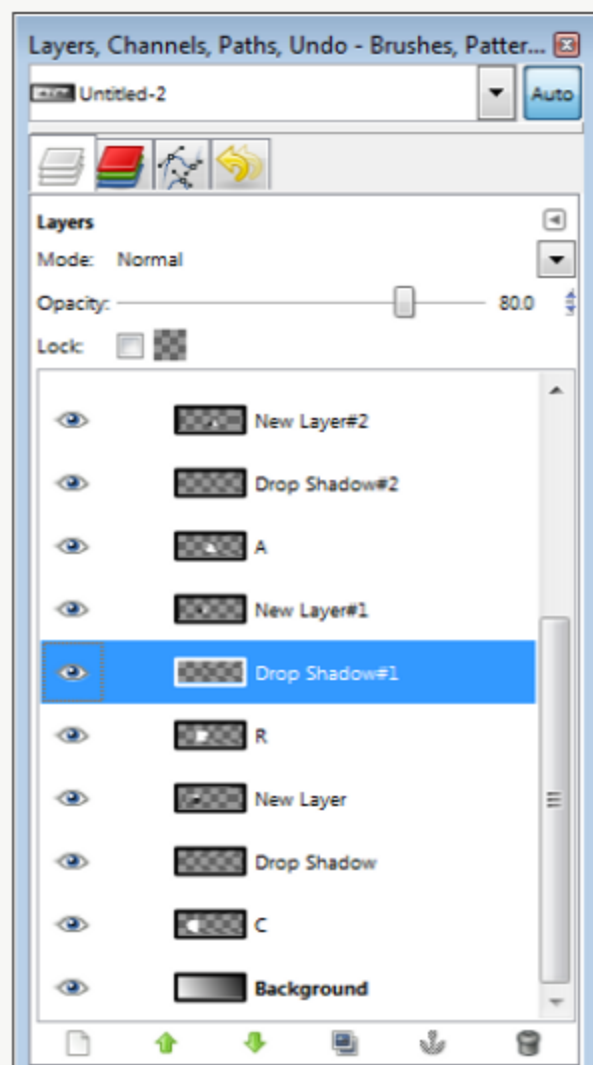 Layers, Channels, Paths, Undo - Brushes, Patter...
Untitled-2
Auto
Layers
Mode: Normal
Opacity: 80.0
Lock:
New Layer#2
Drop Shadow#2
A
New Layer#1
Drop Shadow#1
R
New Layer
Drop Shadow
C
Background